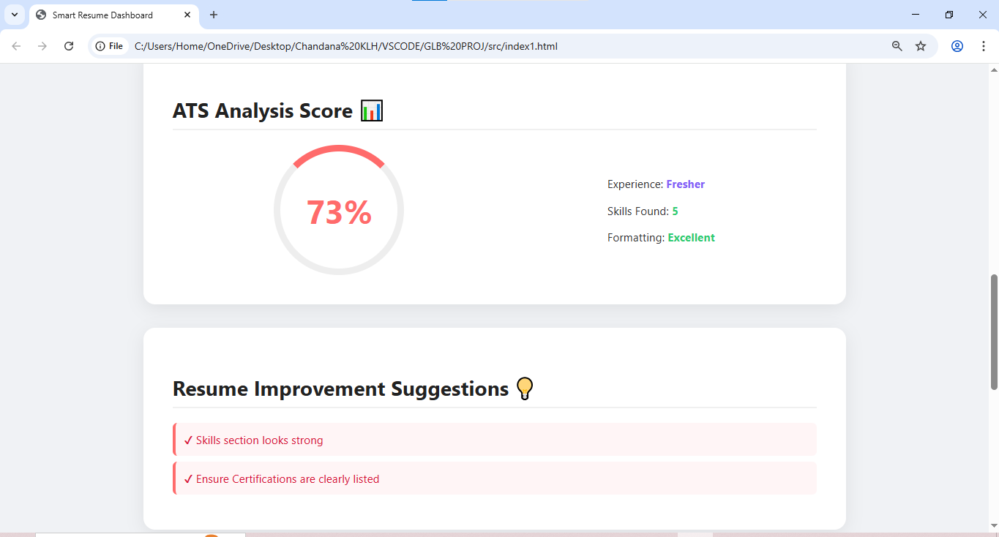 Smart Resume Dashboard
File C:/Users/Home/OneDrive/Desktop/Chandana%20KLH/VSCODE/GLB%20PROJ/src/index1.html
ATS Analysis Score 📊
73%
Experience: Fresher
Skills Found: 5
Formatting: Excellent
Resume Improvement Suggestions 💡
✓ Skills section looks strong
✓ Ensure Certifications are clearly listed